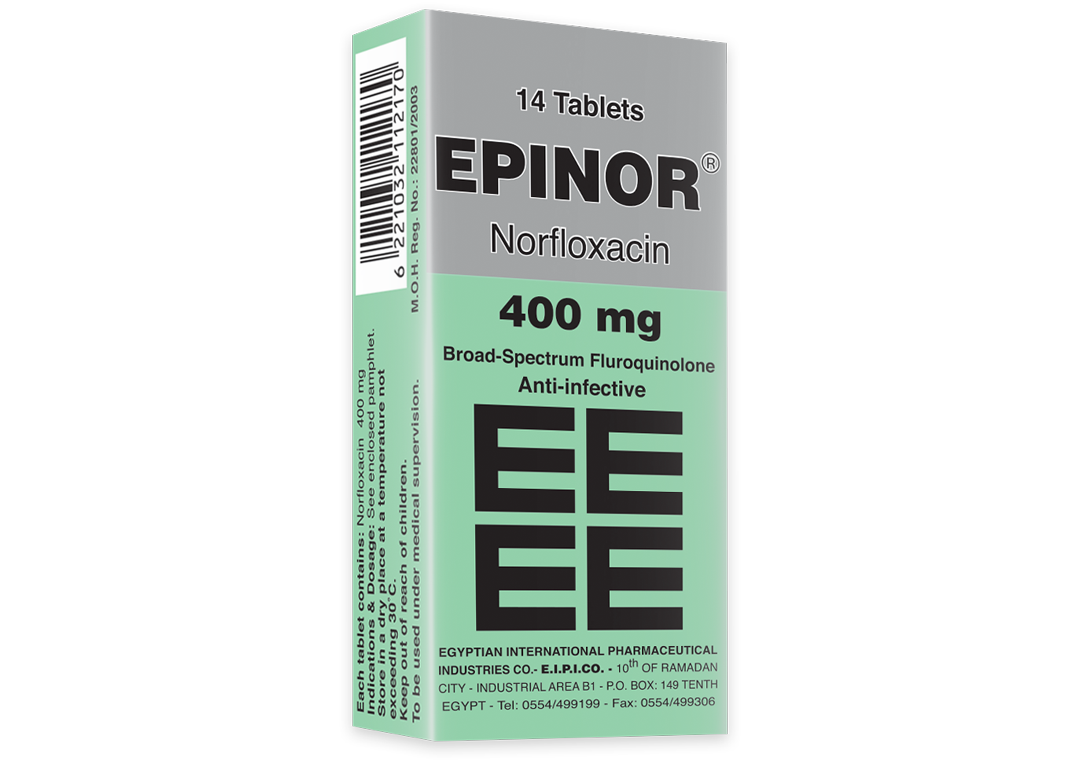 14 Tablets
EPINOR®
Norfloxacin
400 mg
Broad-Spectrum Fluroquinolone
Anti-infective
EE
EE
EGYPTIAN INTERNATIONAL PHARMACEUTICAL
INDUSTRIES CO.- E.I.P.I.CO. - 10th OF RAMADAN
CITY - INDUSTRIAL AREA B1 - P.O. BOX: 149 TENTH
EGYPT - Tel: 0554/499199 - Fax: 0554/499306
6 221032 112170
M.O.H. Reg. No.: 22801/2003
Each tablet contains: Norfloxacin 400 mg
Indications & Dosage: See enclosed pamphlet.
Store in a dry place at a temperature not
exceeding 30°C.
Keep out of reach of children.
To be used under medical supervision.